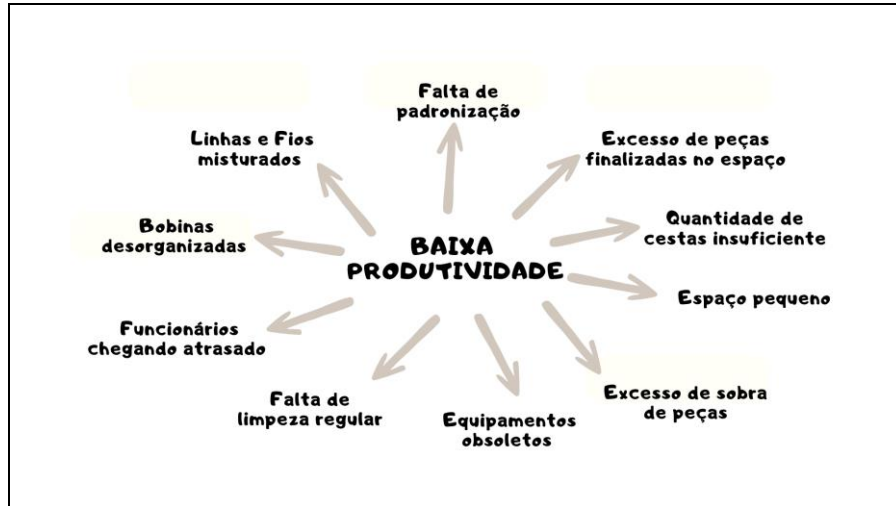 Falta de
padronização
Linhas e Fios
misturados
Excesso de peças
finalizadas no espaço
Bobinas
desorganizadas
Quantidade de
cestas insuficiente
BAIXA
PRODUTIVIDADE
Espaço pequeno
Funcionários
chegando atrasado
Falta de
limpeza regular
Equipamentos
obsoletos
Excesso de sobra
de peças